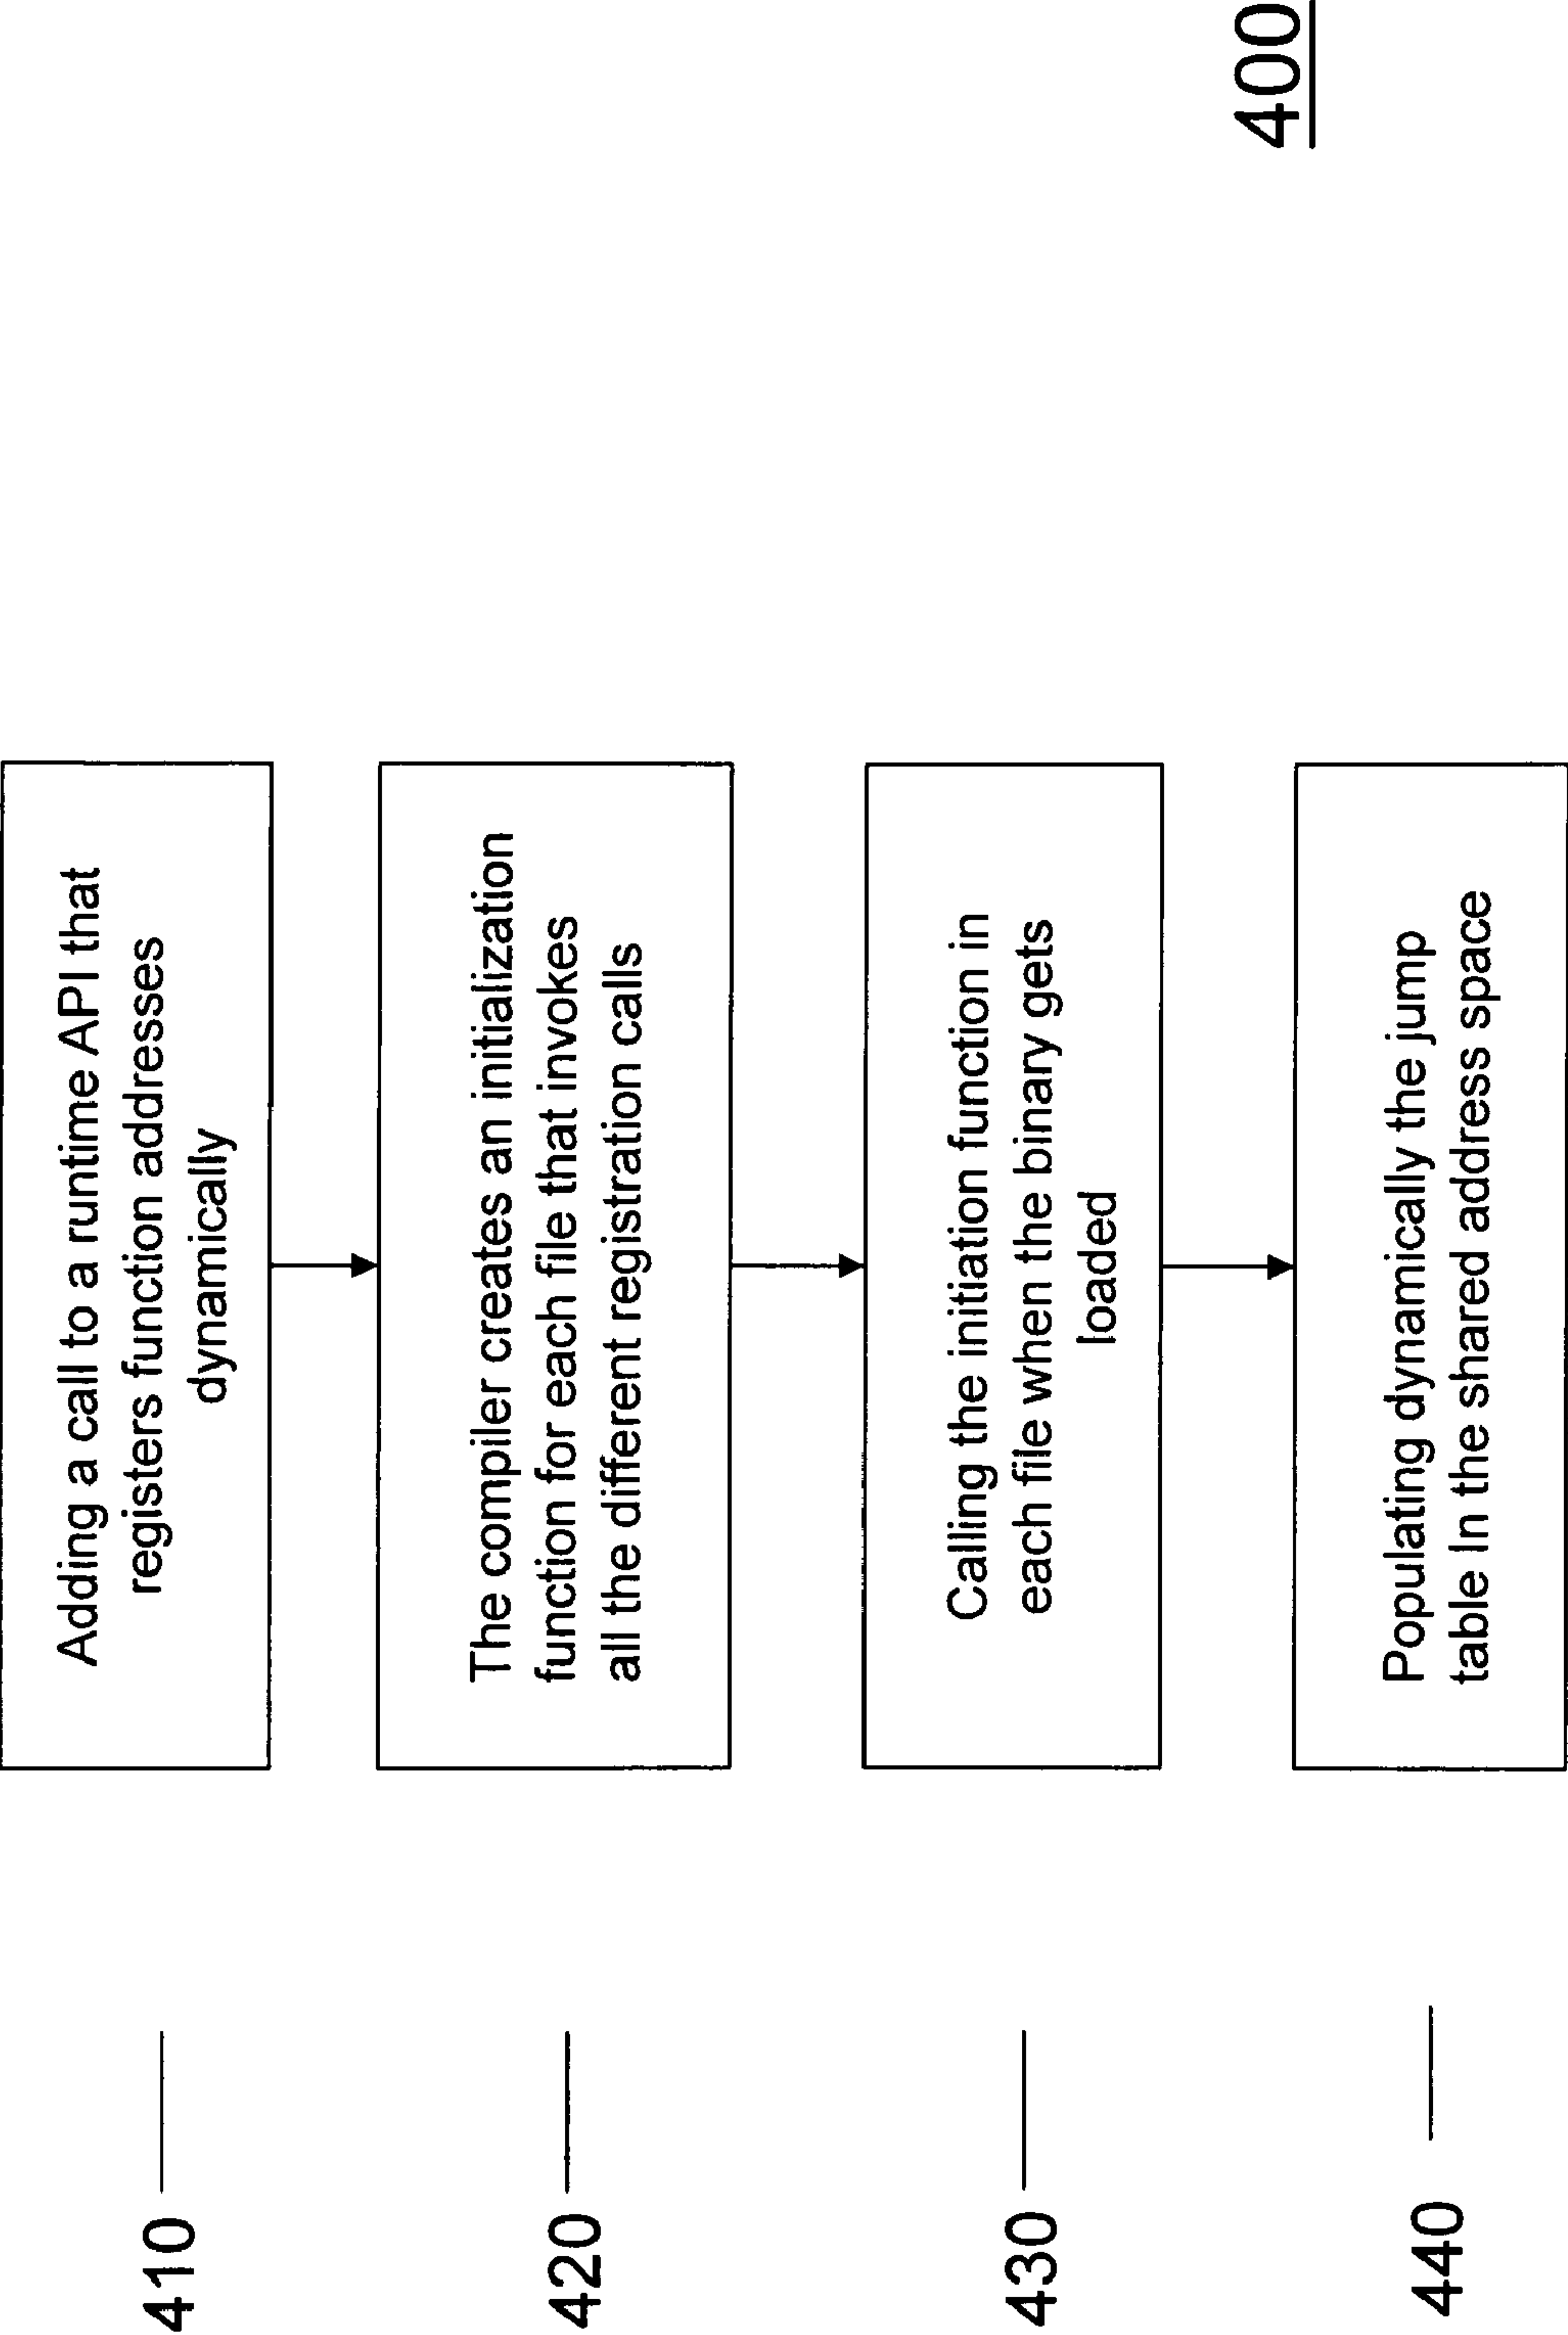 410
Adding a call to a runtime API that
registers function addresses
dynamically
420
The compiler creates an initialization
function for each file that invokes
all the different registration calls
430
Calling the initiation function in
each file when the binary gets
loaded
440
Populating dynamically the jump
table In the shared address space
400